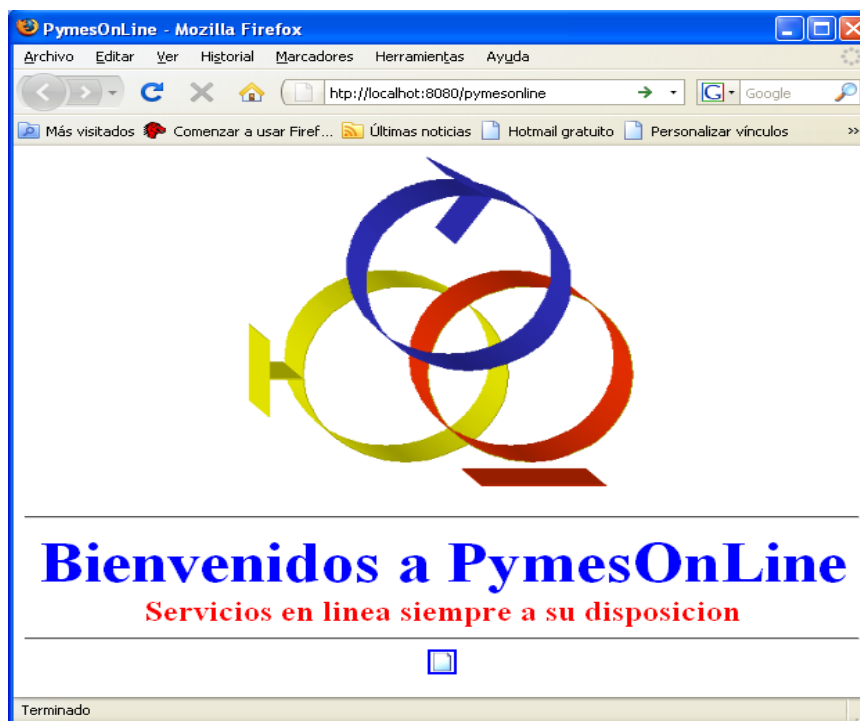 PymesOnLine - Mozilla Firefox
Archivo Editar Ver Historial Marcadores Herramientas Ayuda
htp://localhot:8080/pymesonline G Google
Más visitados Comenzar a usar Firef... Últimas noticias Hotmail gratuito Personalizar vínculos »
Bienvenidos a PymesOnLine
Servicios en linea siempre a su disposicion
Terminado